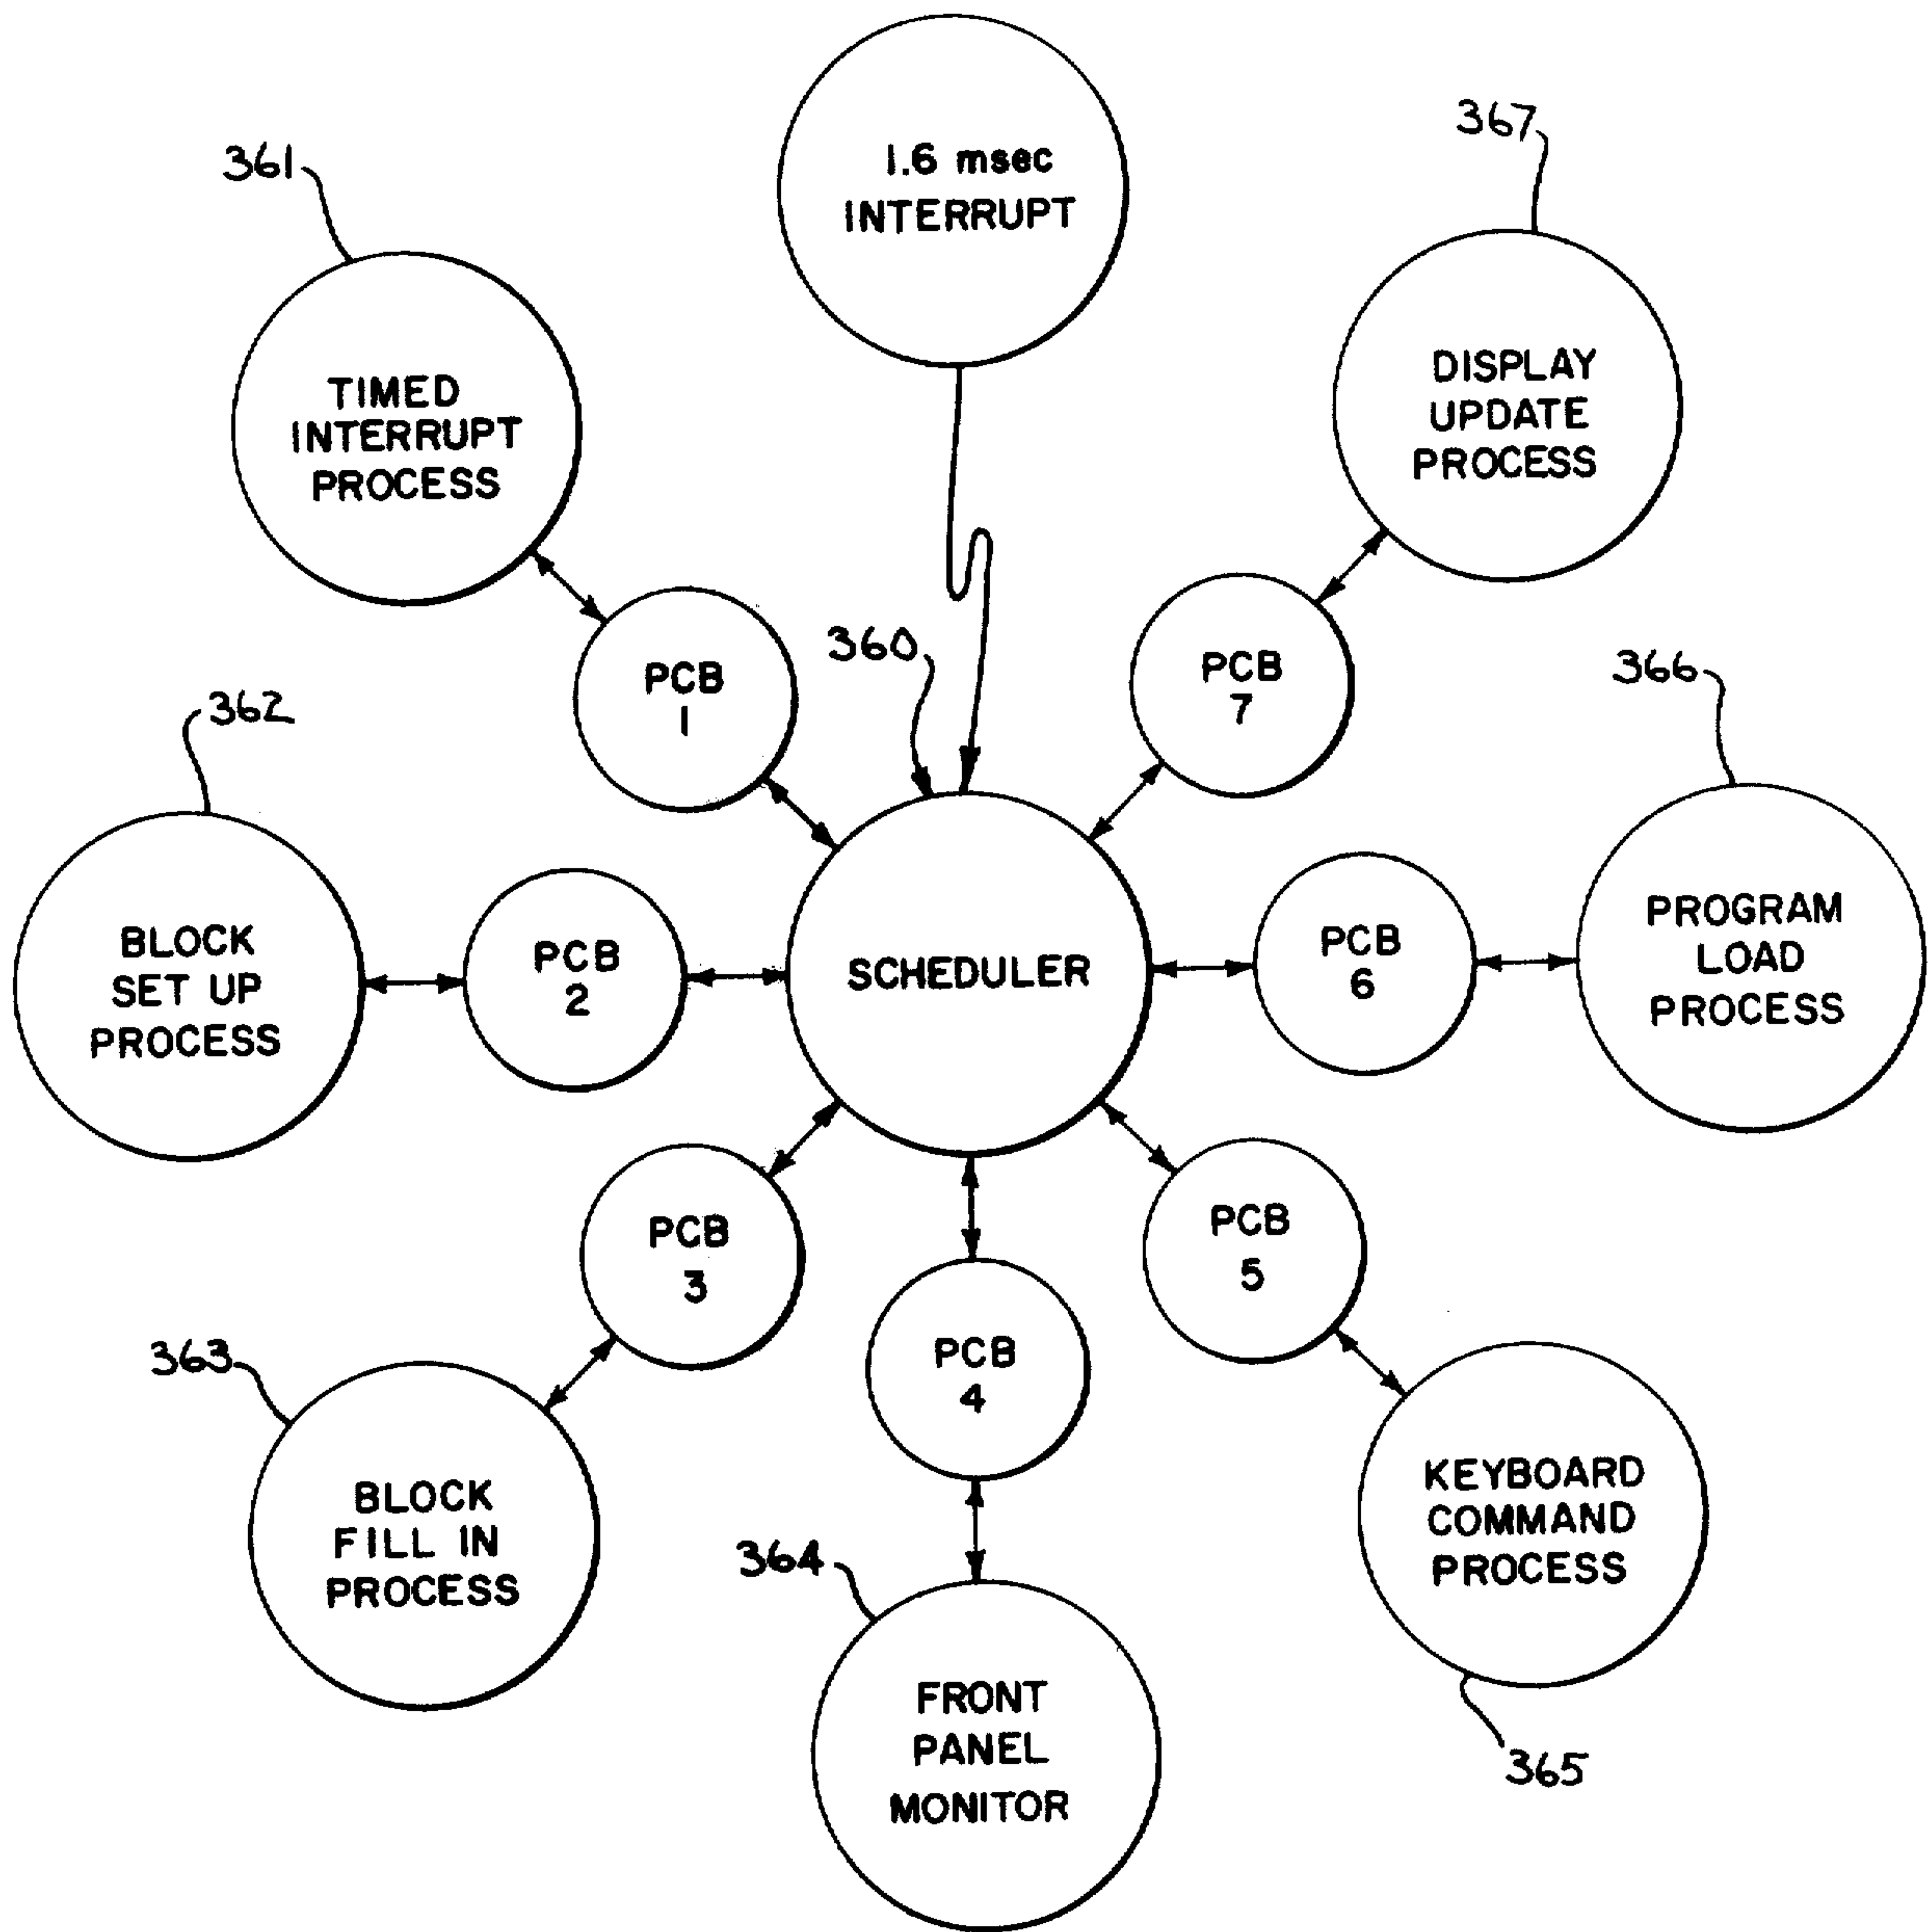 1.6 msec
INTERRUPT
367
361
DISPLAY
UPDATE
PROCESS
TIMED
INTERRUPT
PROCESS
360
PCB
1
PCB
7
366
362
PROGRAM
LOAD
PROCESS
BLOCK
SET UP
PROCESS
PCB
2
SCHEDULER
PCB
6
PCB
3
PCB
5
363
PCB
4
KEYBOARD
COMMAND
PROCESS
BLOCK
FILL IN
PROCESS
364
FRONT
PANEL
MONITOR
365